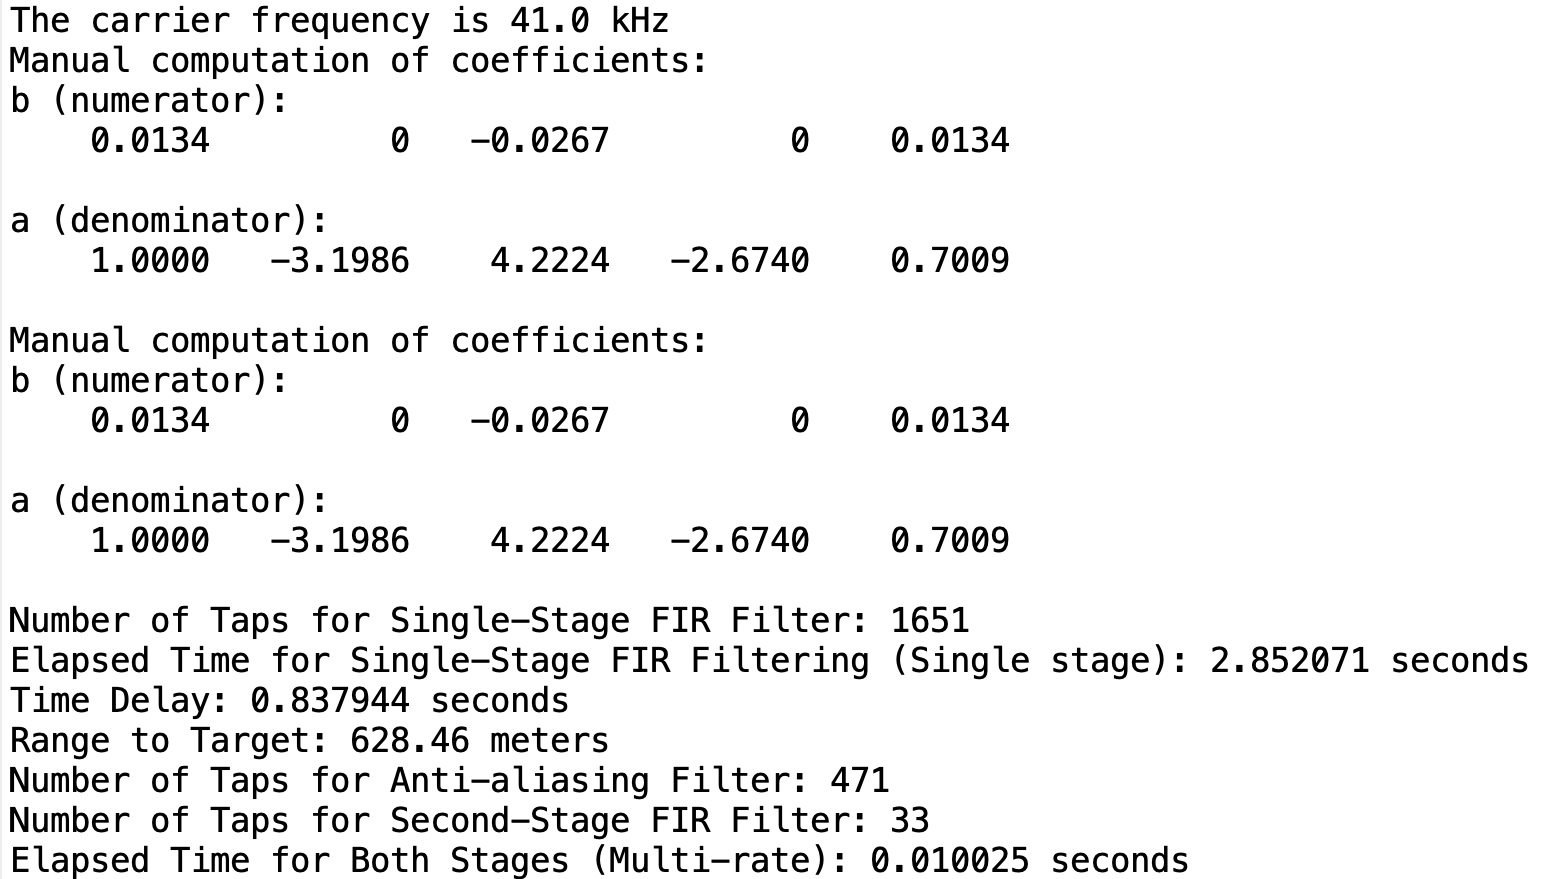 The carrier frequency is 41.0 kHz
Manual computation of coefficients:
b (numerator):
0.0134 0 -0.0267 0 0.0134
a (denominator):
1.0000 -3.1986 4.2224 -2.6740 0.7009
Manual computation of coefficients:
b (numerator):
0.0134 0 -0.0267 0 0.0134
a (denominator):
1.0000 -3.1986 4.2224 -2.6740 0.7009
Number of Taps for Single-Stage FIR Filter: 1651
Elapsed Time for Single-Stage FIR Filtering (Single stage): 2.852071 seconds
Time Delay: 0.837944 seconds
Range to Target: 628.46 meters
Number of Taps for Anti-aliasing Filter: 471
Number of Taps for Second-Stage FIR Filter: 33
Elapsed Time for Both Stages (Multi-rate): 0.010025 seconds